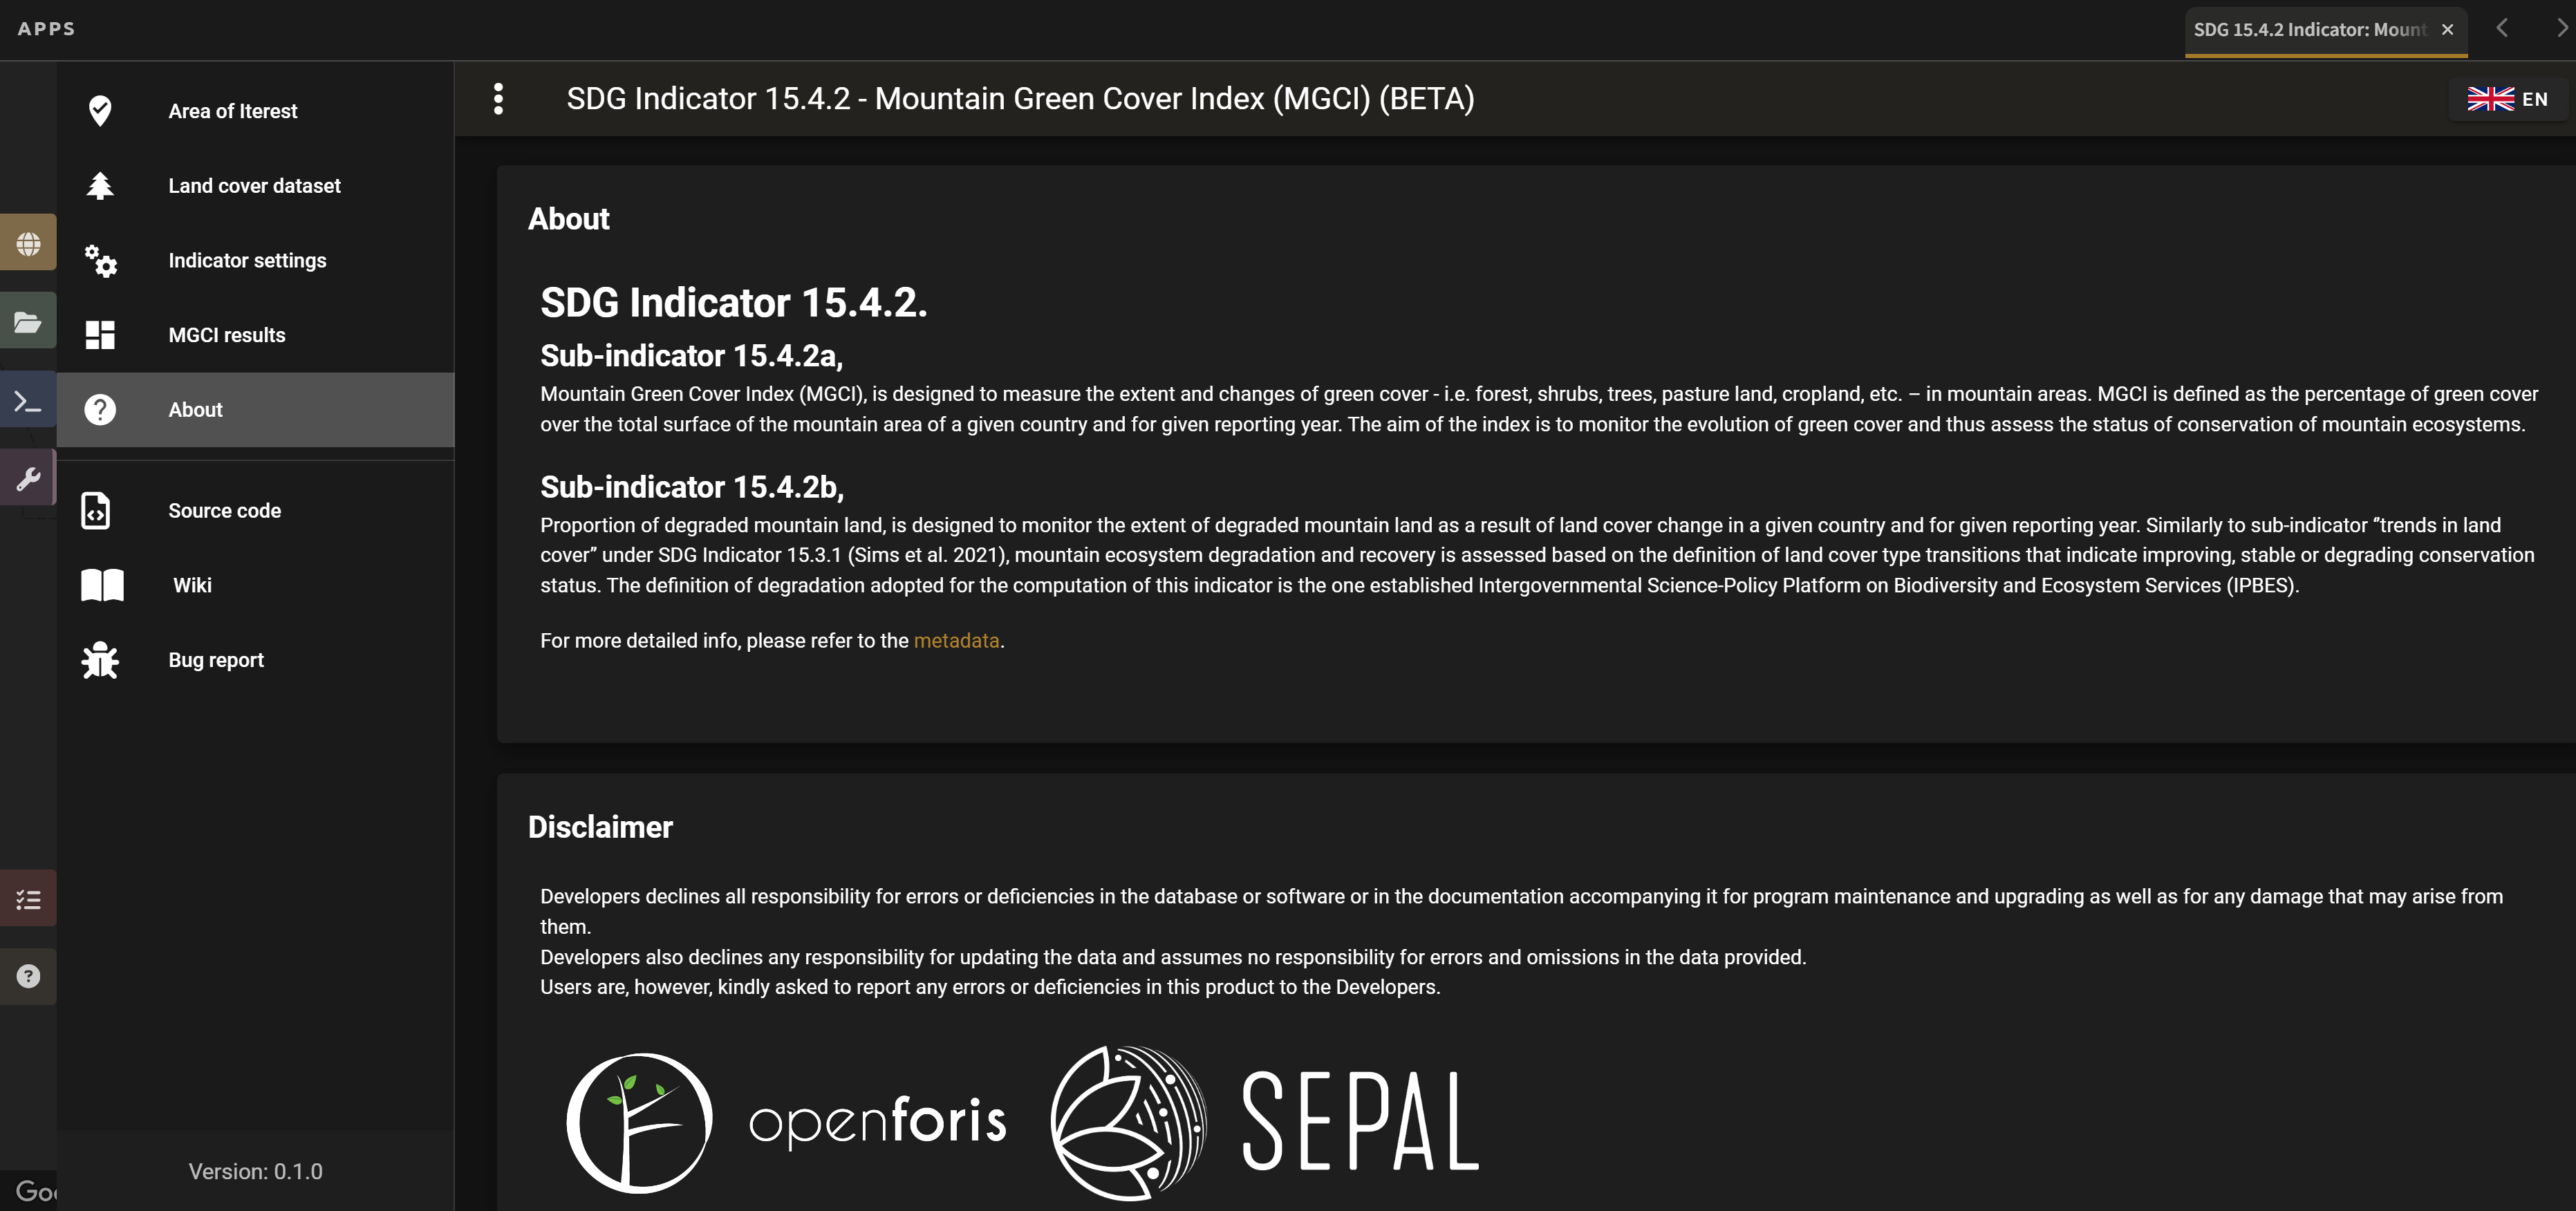 APPS
SDG 15.4.2 Indicator: Mount
Area of Iterest
Land cover dataset
Indicator settings
MGCI results
About
Source code
Wiki
Bug report
Version: 0.1.0
SDG Indicator 15.4.2 - Mountain Green Cover Index (MGCI) (BETA)
EN
About
SDG Indicator 15.4.2.
Sub-indicator 15.4.2a,
Mountain Green Cover Index (MGCI), is designed to measure the extent and changes of green cover - i.e. forest, shrubs, trees, pasture land, cropland, etc. – in mountain areas. MGCI is defined as the percentage of green cover
over the total surface of the mountain area of a given country and for given reporting year. The aim of the index is to monitor the evolution of green cover and thus assess the status of conservation of mountain ecosystems.
Sub-indicator 15.4.2b,
Proportion of degraded mountain land, is designed to monitor the extent of degraded mountain land as a result of land cover change in a given country and for given reporting year. Similarly to sub-indicator “trends in land
cover” under SDG Indicator 15.3.1 (Sims et al. 2021), mountain ecosystem degradation and recovery is assessed based on the definition of land cover type transitions that indicate improving, stable or degrading conservation
status. The definition of degradation adopted for the computation of this indicator is the one established Intergovernmental Science-Policy Platform on Biodiversity and Ecosystem Services (IPBES).
For more detailed info, please refer to the metadata.
Disclaimer
Developers declines all responsibility for errors or deficiencies in the database or software or in the documentation accompanying it for program maintenance and upgrading as well as for any damage that may arise from
them.
Developers also declines any responsibility for updating the data and assumes no responsibility for errors and omissions in the data provided.
Users are, however, kindly asked to report any errors or deficiencies in this product to the Developers.
openforis
SEPAL